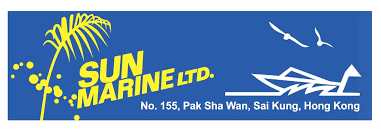 SUN
MARINE LTD.
No. 155, Pak Sha Wan, Sai Kung, Hong Kong